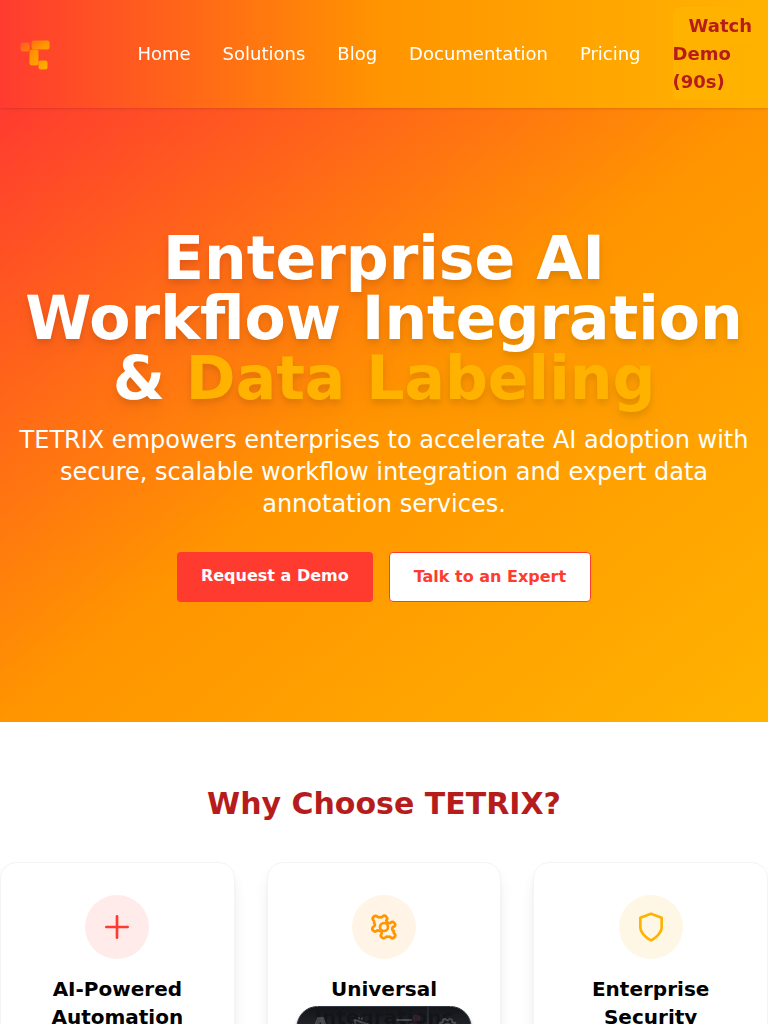 Home Solutions Blog Documentation Pricing
Watch
Demo
(90s)
Enterprise AI
Workflow Integration
& Data Labeling
TETRIX empowers enterprises to accelerate AI adoption with
secure, scalable workflow integration and expert data
annotation services.
Request a Demo Talk to an Expert
Why Choose TETRIX?
AI-Powered
Automation
Universal
Enterprise
Security